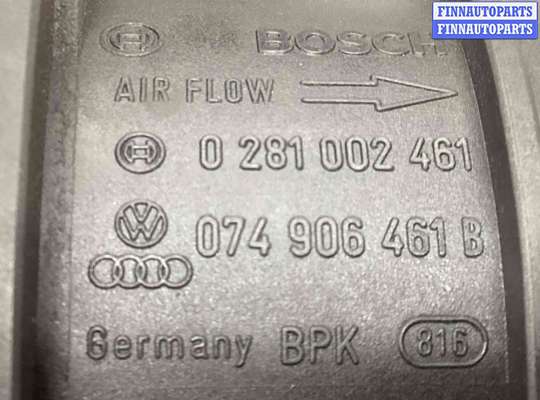 FINNAUTOPARTS
FINNAUTOPARTS
BOSCH
AIR FLOW
0 281 002 461
074 906 461 B
Germany BPK 816